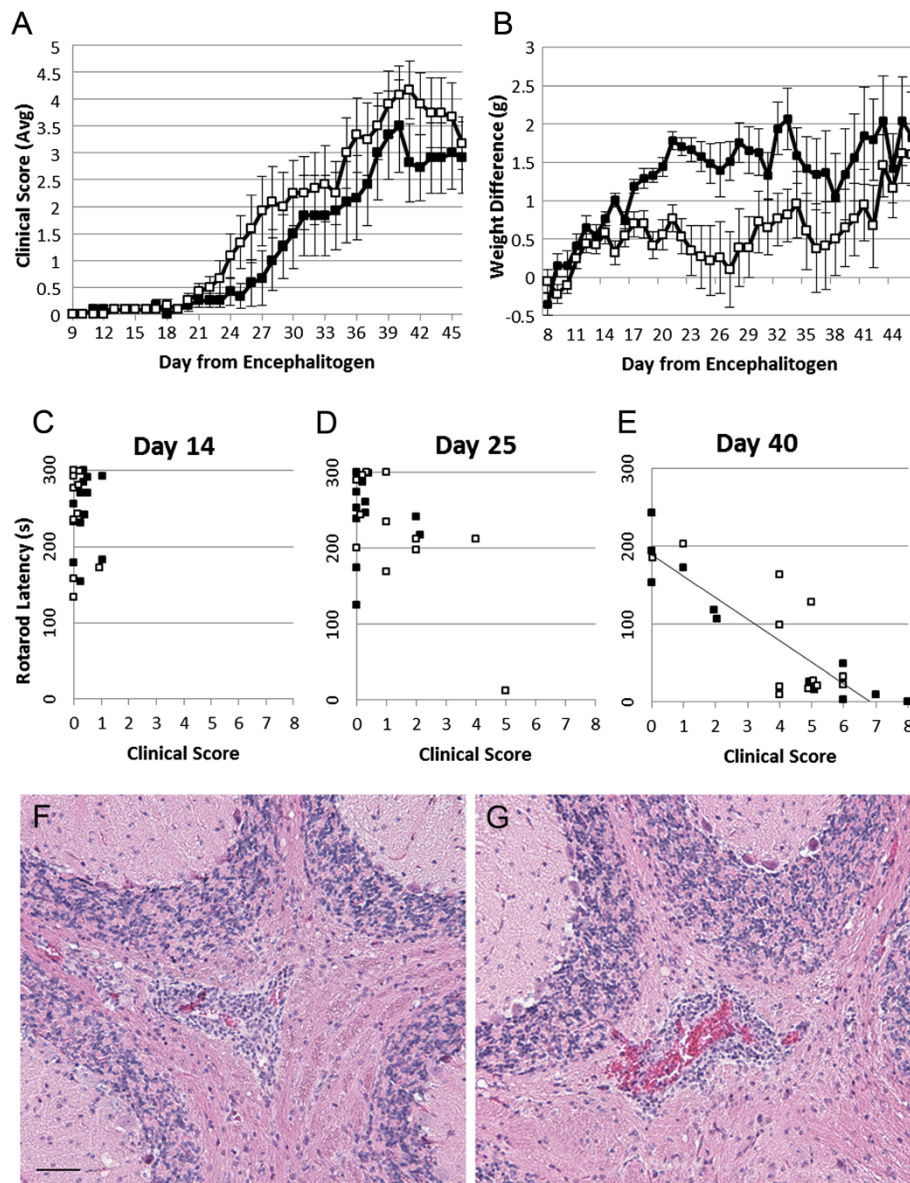 A
5
4.5
4
3.5
3
2.5
2
1.5
1
0.5
0
Clinical Score (Avg)
9 12 15 18 21 24 27 30 33 36 39 42 45
Day from Encephalitogen
B
3
2.5
2
1.5
1
0.5
0
-0.5
Weight Difference (g)
8 11 14 17 20 23 26 29 32 35 38 41 44
Day from Encephalitogen
C
Day 14
300
200
100
0
Rotarod Latency (s)
0 1 2 3 4 5 6 7 8
Clinical Score
D
Day 25
300
200
100
0
0 1 2 3 4 5 6 7 8
Clinical Score
E
Day 40
300
200
100
0
0 1 2 3 4 5 6 7 8
Clinical Score
F
G